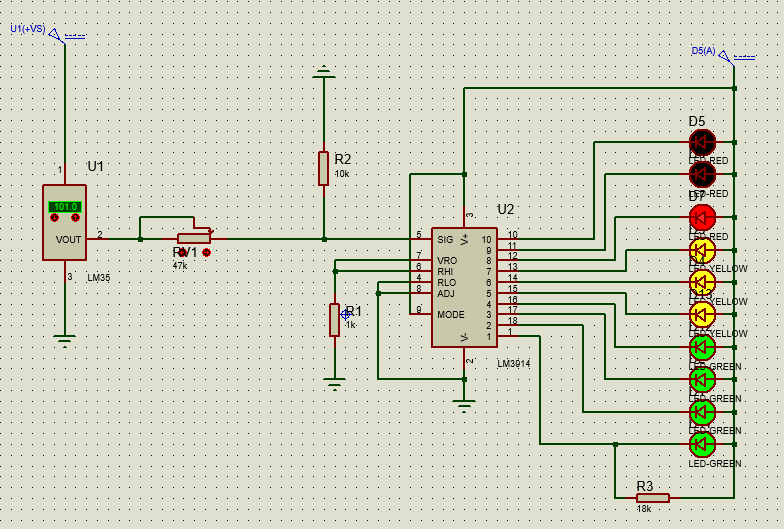 U1(+VS)
D5(A)
1
U1
101.0
VOUT
2
3
LM35
RV1
47k
R2
10k
R1
1k
U2
LM3914
3
V+
5
SIG
7
VRO
6
RHI
4
RLO
8
ADJ
9
MODE
V-
2
10
10
9
11
8
12
7
13
6
14
5
15
4
16
3
17
2
18
1
1
D5
LED-RED
LED-RED
D7
LED-RED
LED-YELLOW
LED-YELLOW
LED-YELLOW
LED-GREEN
LED-GREEN
LED-GREEN
LED-GREEN
R3
18k